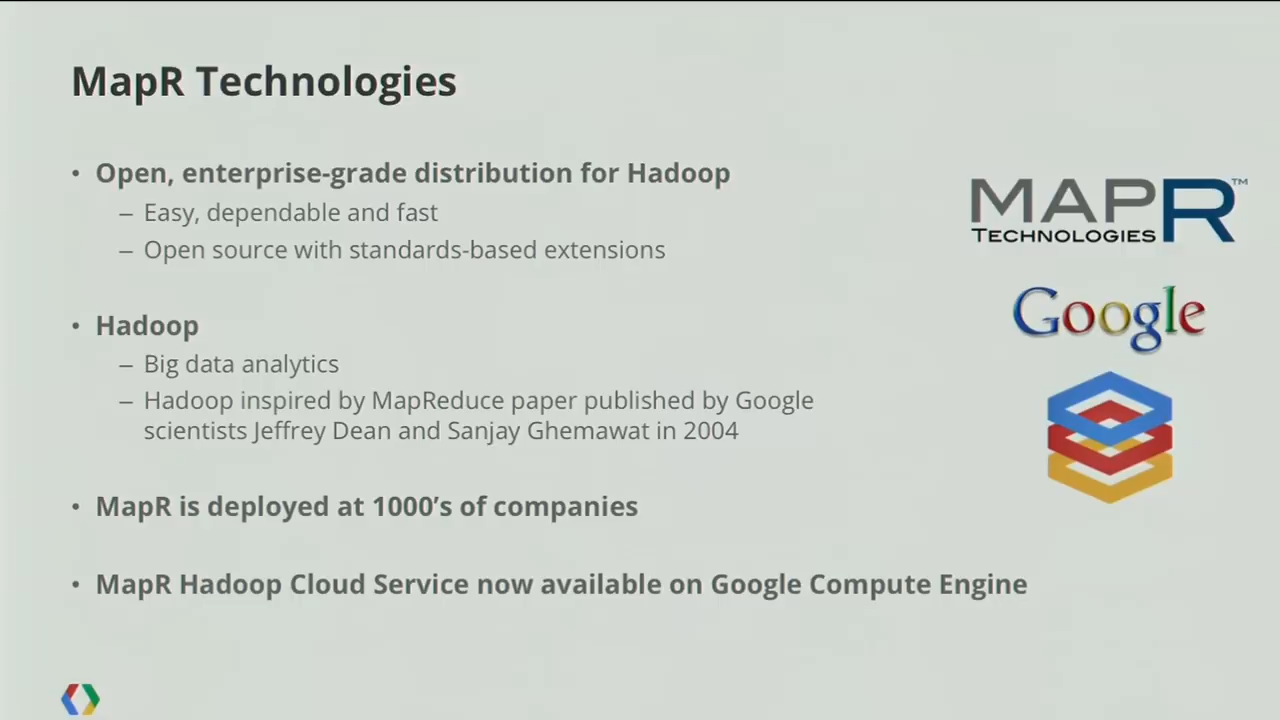 MapR Technologies
• Open, enterprise-grade distribution for Hadoop
– Easy, dependable and fast
– Open source with standards-based extensions
• Hadoop
– Big data analytics
– Hadoop inspired by MapReduce paper published by Google
scientists Jeffrey Dean and Sanjay Ghemawat in 2004
• MapR is deployed at 1000’s of companies
• MapR Hadoop Cloud Service now available on Google Compute Engine
MAPR™
TECHNOLOGIES
Google